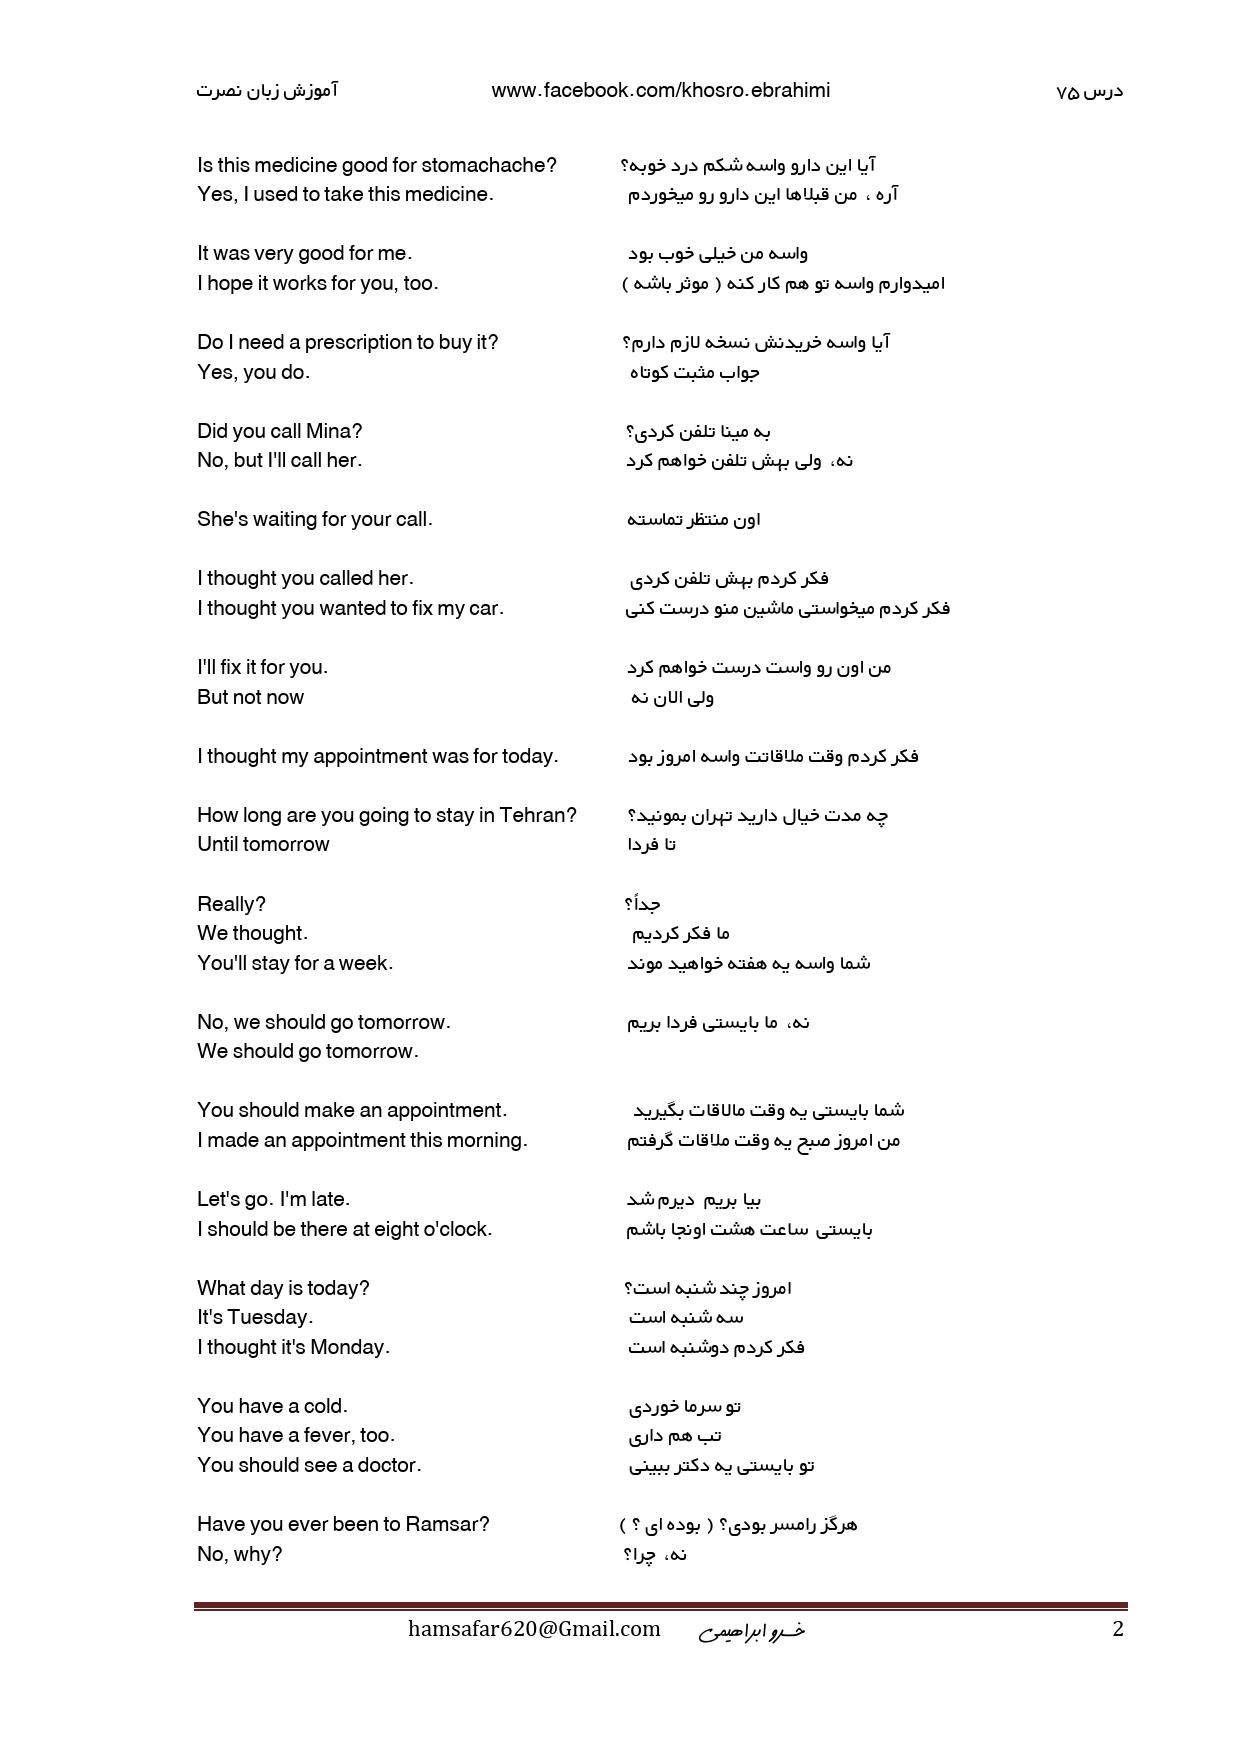 آموزش زبان نصرت www.facebook.com/khosro.ebrahimi درس ۷۵
Is this medicine good for stomachache? آیا این دارو واسه شکم درد خوبه؟
Yes, I used to take this medicine. آره ، من قبلاها این دارو رو میخوردم
It was very good for me. واسه من خیلی خوب بود
I hope it works for you, too. امیدوارم واسه تو هم کار کنه ( موثر باشه )
Do I need a prescription to buy it? آیا واسه خریدنش نسخه لازم دارم؟
Yes, you do. جواب مثبت کوتاه
Did you call Mina? به مینا تلفن کردی؟
No, but I'll call her. نه، ولی بهش تلفن خواهم کرد
She's waiting for your call. اون منتظر تماسته
I thought you called her. فکر کردم بهش تلفن کردی
I thought you wanted to fix my car. فکر کردم میخواستی ماشین منو درست کنی
I'll fix it for you. من اون رو واست درست خواهم کرد
But not now ولی الان نه
I thought my appointment was for today. فکر کردم وقت ملاقاتت واسه امروز بود
How long are you going to stay in Tehran? چه مدت خیال دارید تهران بمونید؟
Until tomorrow تا فردا
Really? جداً؟
We thought. ما فکر کردیم
You'll stay for a week. شما واسه یه هفته خواهید موند
No, we should go tomorrow. نه، ما بایستی فردا بریم
We should go tomorrow.
You should make an appointment. شما بایستی یه وقت مالاقات بگیرید
I made an appointment this morning. من امروز صبح یه وقت ملاقات گرفتم
Let's go. I'm late. بیا بریم دیرم شد
I should be there at eight o'clock. بایستی ساعت هشت اونجا باشم
What day is today? امروز چند شنبه است؟
It's Tuesday. سه شنبه است
I thought it's Monday. فکر کردم دوشنبه است
You have a cold. تو سرما خوردی
You have a fever, too. تب هم داری
You should see a doctor. تو بایستی یه دکتر ببینی
Have you ever been to Ramsar? هرگز رامسر بودی؟ ( بوده ای ؟ )
No, why? نه، چرا؟
hamsafar620@Gmail.com خسرو ابراهیمی 2